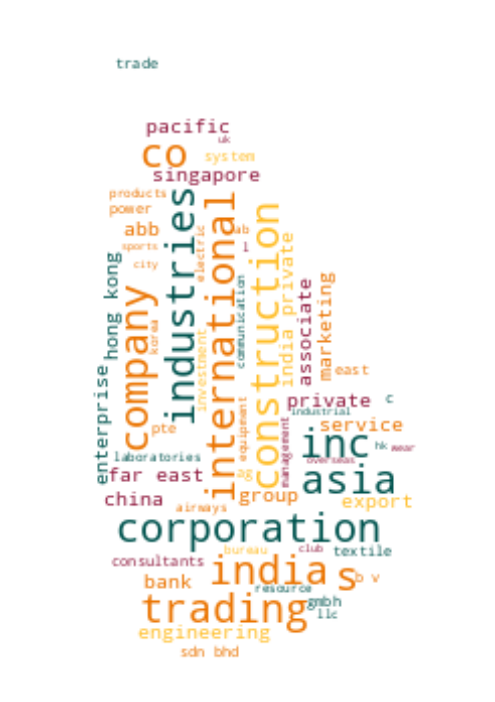 trade
pacific
uk
co
system
singapore
products
power
industries
international
abb
ab
sports
l
electric
construction
city
hong kong
india private
communication
company
korea
investment
associate
marketing
enterprise
east
private
c
industrial
equipment
management
service
pte
inc
hk
wear
laboratories
overseas
far east
ag
asia
china
group
export
airways
corporation
bureau
club
textile
consultants
india
s
b v
bank
resource
trading
gmbh
llc
engineering
sdn bhd